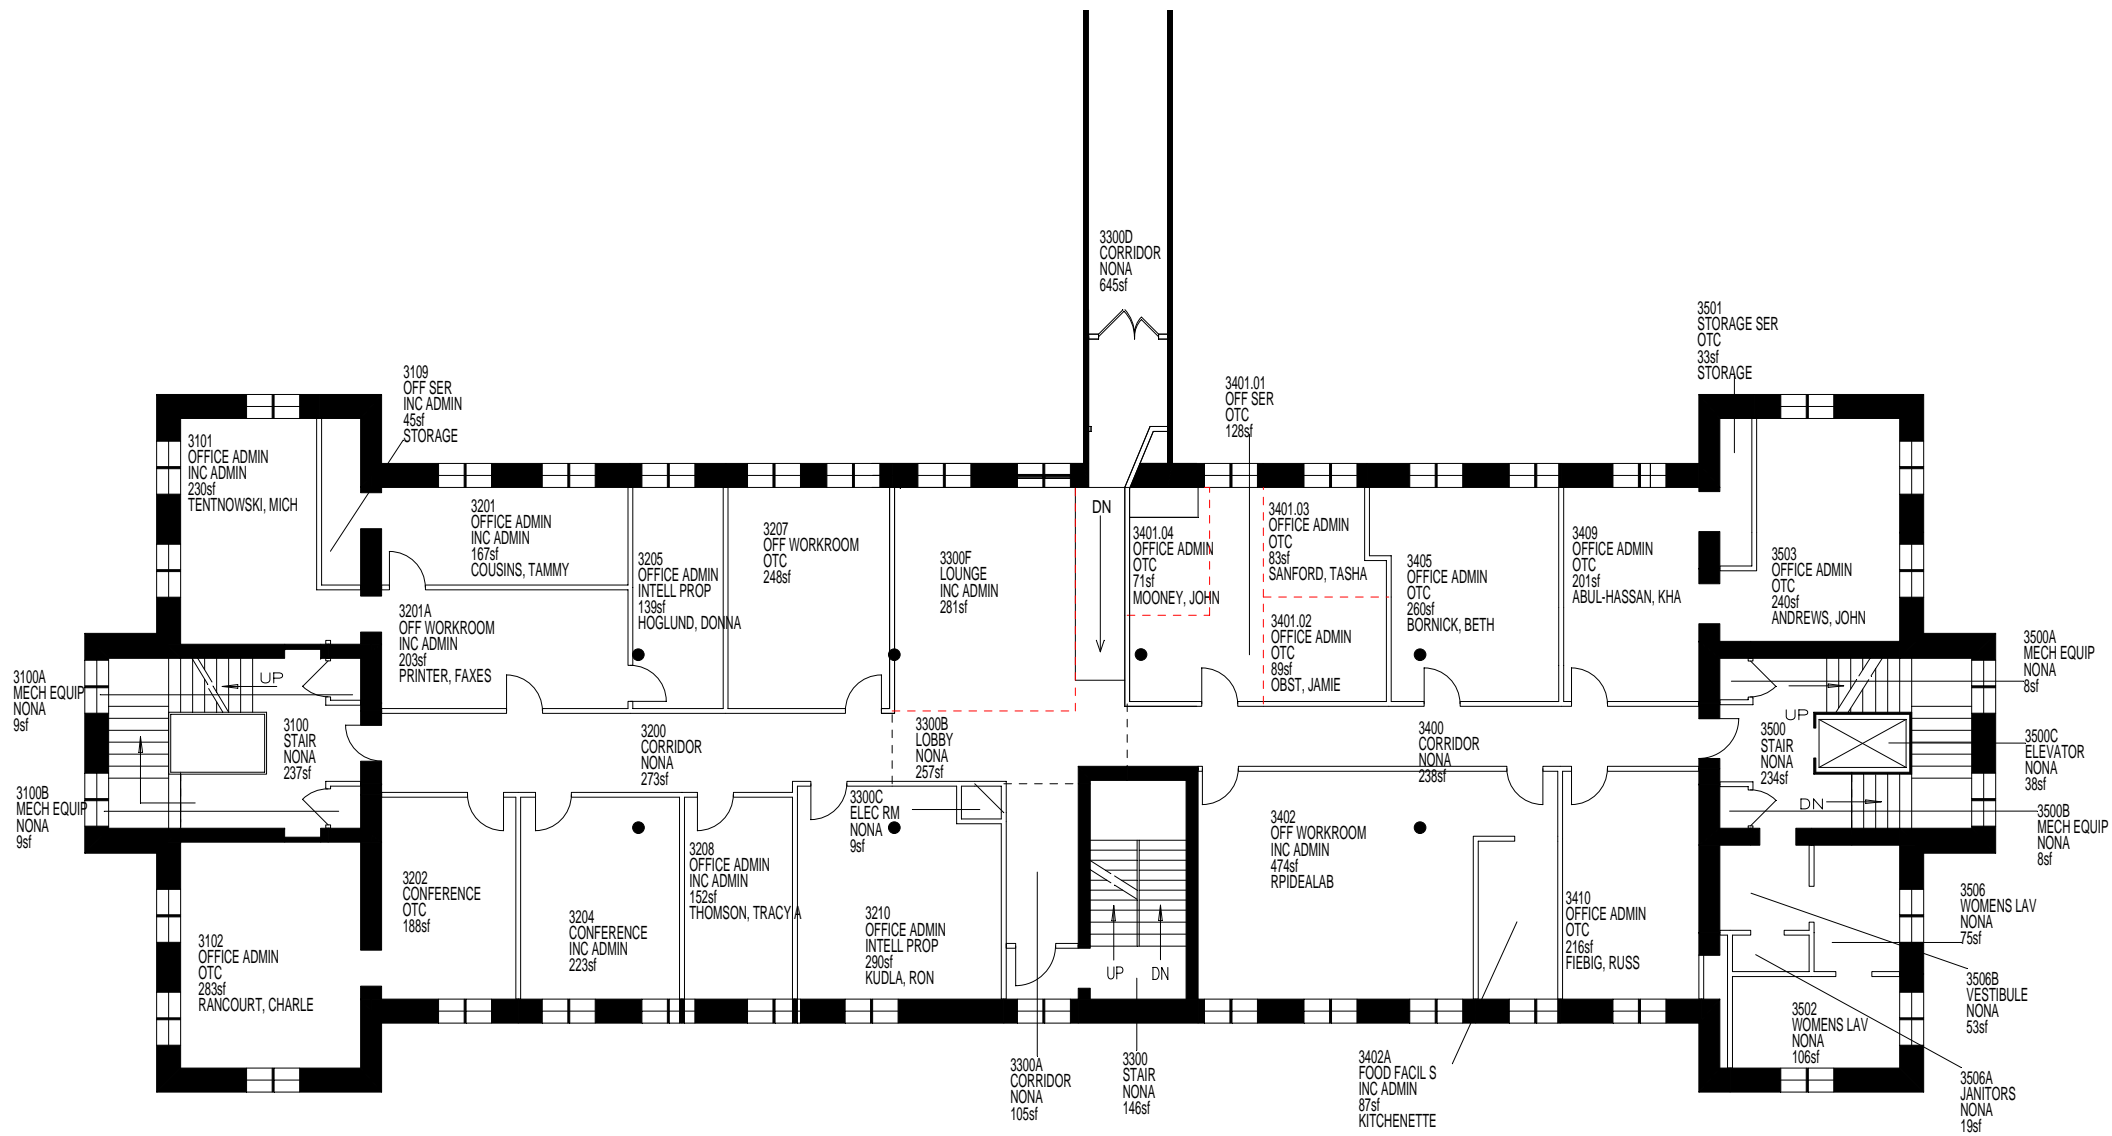 3300D
CORRIDOR
NONA
645sf
3501
STORAGE SER
OTC
33sf
STORAGE
3109
OFF SER
INC ADMIN
45sf
STORAGE
3401.01
OFF SER
OTC
128sf
3101
OFFICE ADMIN
INC ADMIN
230sf
TENTNOWSKI, MICH
3201
OFFICE ADMIN
INC ADMIN
167sf
COUSINS, TAMMY
3205
OFFICE ADMIN
INTELL PROP
139sf
HOGLUND, DONNA
3207
OFF WORKROOM
OTC
248sf
3300F
LOUNGE
INC ADMIN
281sf
DN
3401.04
OFFICE ADMIN
OTC
71sf
MOONEY, JOHN
3401.03
OFFICE ADMIN
OTC
83sf
SANFORD, TASHA
3405
OFFICE ADMIN
OTC
260sf
BORNICK, BETH
3409
OFFICE ADMIN
OTC
201sf
ABUL-HASSAN, KHA
3503
OFFICE ADMIN
OTC
240sf
ANDREWS, JOHN
3201A
OFF WORKROOM
INC ADMIN
203sf
PRINTER, FAXES
3401.02
OFFICE ADMIN
OTC
89sf
OBST, JAMIE
3100A
MECH EQUIP
NONA
9sf
UP
3100
STAIR
NONA
237sf
3200
CORRIDOR
NONA
273sf
3300B
LOBBY
NONA
257sf
3400
CORRIDOR
NONA
238sf
UP
3500
STAIR
NONA
234sf
DN
3500A
MECH EQUIP
NONA
8sf
3500C
ELEVATOR
NONA
38sf
3500B
MECH EQUIP
NONA
8sf
3100B
MECH EQUIP
NONA
9sf
3300C
ELEC RM
NONA
9sf
3202
CONFERENCE
OTC
188sf
3204
CONFERENCE
INC ADMIN
223sf
3208
OFFICE ADMIN
INC ADMIN
152sf
THOMSON, TRACY A
3210
OFFICE ADMIN
INTELL PROP
290sf
KUDLA, RON
UP
DN
3402
OFF WORKROOM
INC ADMIN
474sf
RPIDEALAB
3410
OFFICE ADMIN
OTC
216sf
FIEBIG, RUSS
3506
WOMENS LAV
NONA
75sf
3506B
VESTIBULE
NONA
53sf
3102
OFFICE ADMIN
OTC
283sf
RANCOURT, CHARLE
3502
WOMENS LAV
NONA
106sf
3300A
CORRIDOR
NONA
105sf
3300
STAIR
NONA
146sf
3402A
FOOD FACIL S
INC ADMIN
87sf
KITCHENETTE
3506A
JANITORS
NONA
19sf